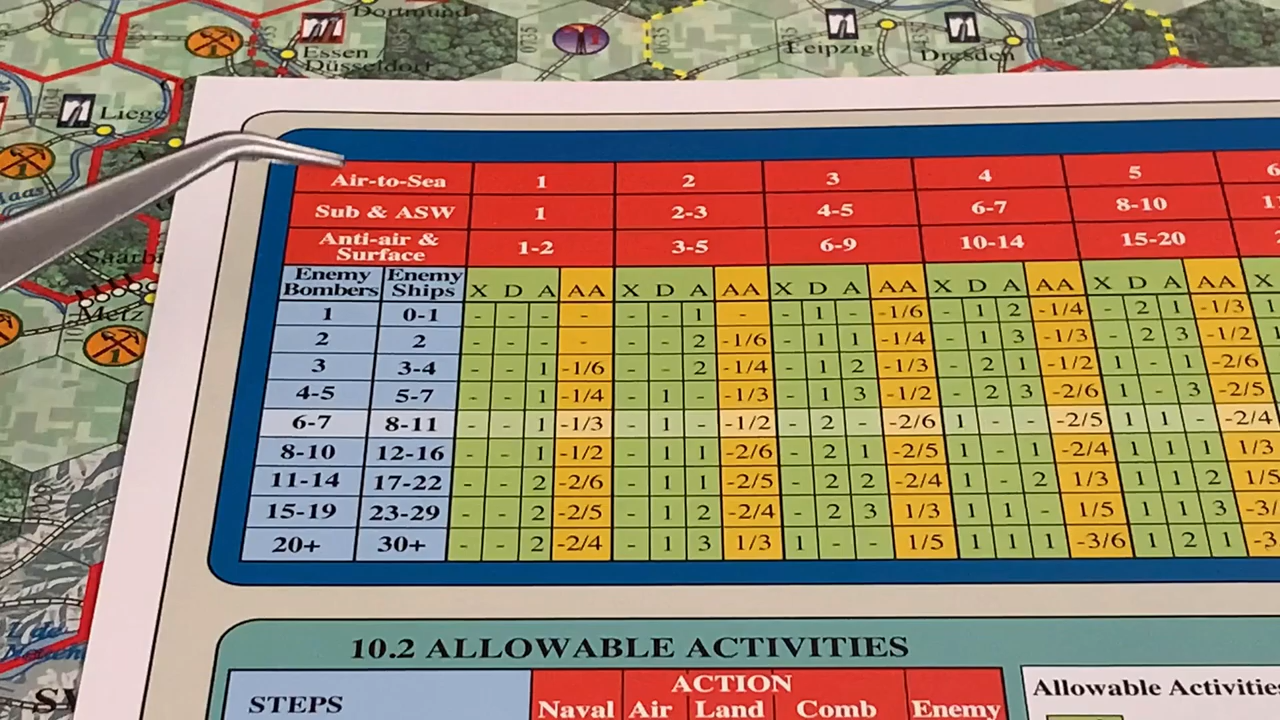 Dortmund
Essen
Düsseldorf
0735
Leipzig
Dresden
Liege
Maas
Metz
Air-to-Sea 1 2 3 4 5
Sub & ASW 1 2-3 4-5 6-7 8-10
Anti-air & Surface 1-2 3-5 6-9 10-14 15-20
Enemy Bombers Enemy Ships X D A AA X D A AA X D A AA X D A AA X D A AA X
1 0-1 - - - - - - 1 - - 1 - -1/6 - 1 2 -1/4 - 2 1 -1/3
2 2 - - - - - - 2 -1/6 - 1 1 -1/4 - 1 3 -1/3 - 2 3 -1/2
3 3-4 - - 1 -1/6 - - 2 -1/4 - 1 2 -1/3 - 2 1 -1/2 1 - 1 -2/6
4-5 5-7 - - 1 -1/4 - 1 - -1/3 - 1 3 -1/2 - 2 3 -2/6 1 - 3 -2/5
6-7 8-11 - - 1 -1/3 - 1 - -1/2 - 2 - -2/6 1 - - -2/5 1 1 - -2/4
8-10 12-16 - - 1 -1/2 - 1 1 -2/6 - 2 1 -2/5 1 - 1 -2/4 1 1 1 1/3
11-14 17-22 - - 2 -2/6 - 1 1 -2/5 - 2 2 -2/4 1 - 2 1/3 1 1 2 1/5
15-19 23-29 - - 2 -2/5 - 1 2 -2/4 - 2 3 1/3 1 1 - 1/5 1 1 3
20+ 30+ - - 2 -2/4 - 1 3 1/3 1 - - 1/5 1 1 1 -3/6 1 2 1
10.2 ALLOWABLE ACTIVITIES
STEPS
ACTION
Naval Air Land Comb Enemy
Allowable Activities